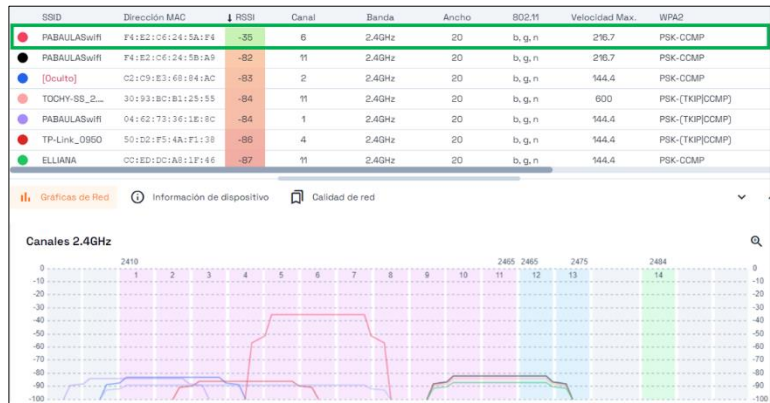 SSID Dirección MAC ↓ RSSI Canal Banda Ancho 802.11 Velocidad Max. WPA2
PABAULASwifi F4:E2:C6:24:5A:F4 -35 6 2.4GHz 20 b, g, n 216.7 PSK-CCMP
PABAULASwifi F4:E2:C6:24:5B:A9 -82 11 2.4GHz 20 b, g, n 216.7 PSK-CCMP
[Oculto] C2:C9:E3:68:84:AC -83 2 2.4GHz 20 b, g, n 144.4 PSK-CCMP
TOCHY-SS_2... 30:93:BC:B1:25:55 -84 11 2.4GHz 20 b, g, n 600 PSK-(TKIP|CCMP)
PABAULASwifi 04:62:73:36:1E:8C -84 1 2.4GHz 20 b, g, n 144.4 PSK-(TKIP|CCMP)
TP-Link_0950 50:D2:F5:4A:F1:38 -86 4 2.4GHz 20 b, g, n 144.4 PSK-(TKIP|CCMP)
ELLIANA CC:ED:DC:A8:1F:46 -87 11 2.4GHz 20 b, g, n 144.4 PSK-CCMP
Gráficas de Red Información de dispositivo Calidad de red
Canales 2.4GHz
2410 2465 2465 2475 2484
0 1 2 3 4 5 6 7 8 9 10 11 12 13 14 0
-10 -10
-20 -20
-30 -30
-40 -40
-50 -50
-60 -60
-70 -70
-80 -80
-90 -90
-100 -100